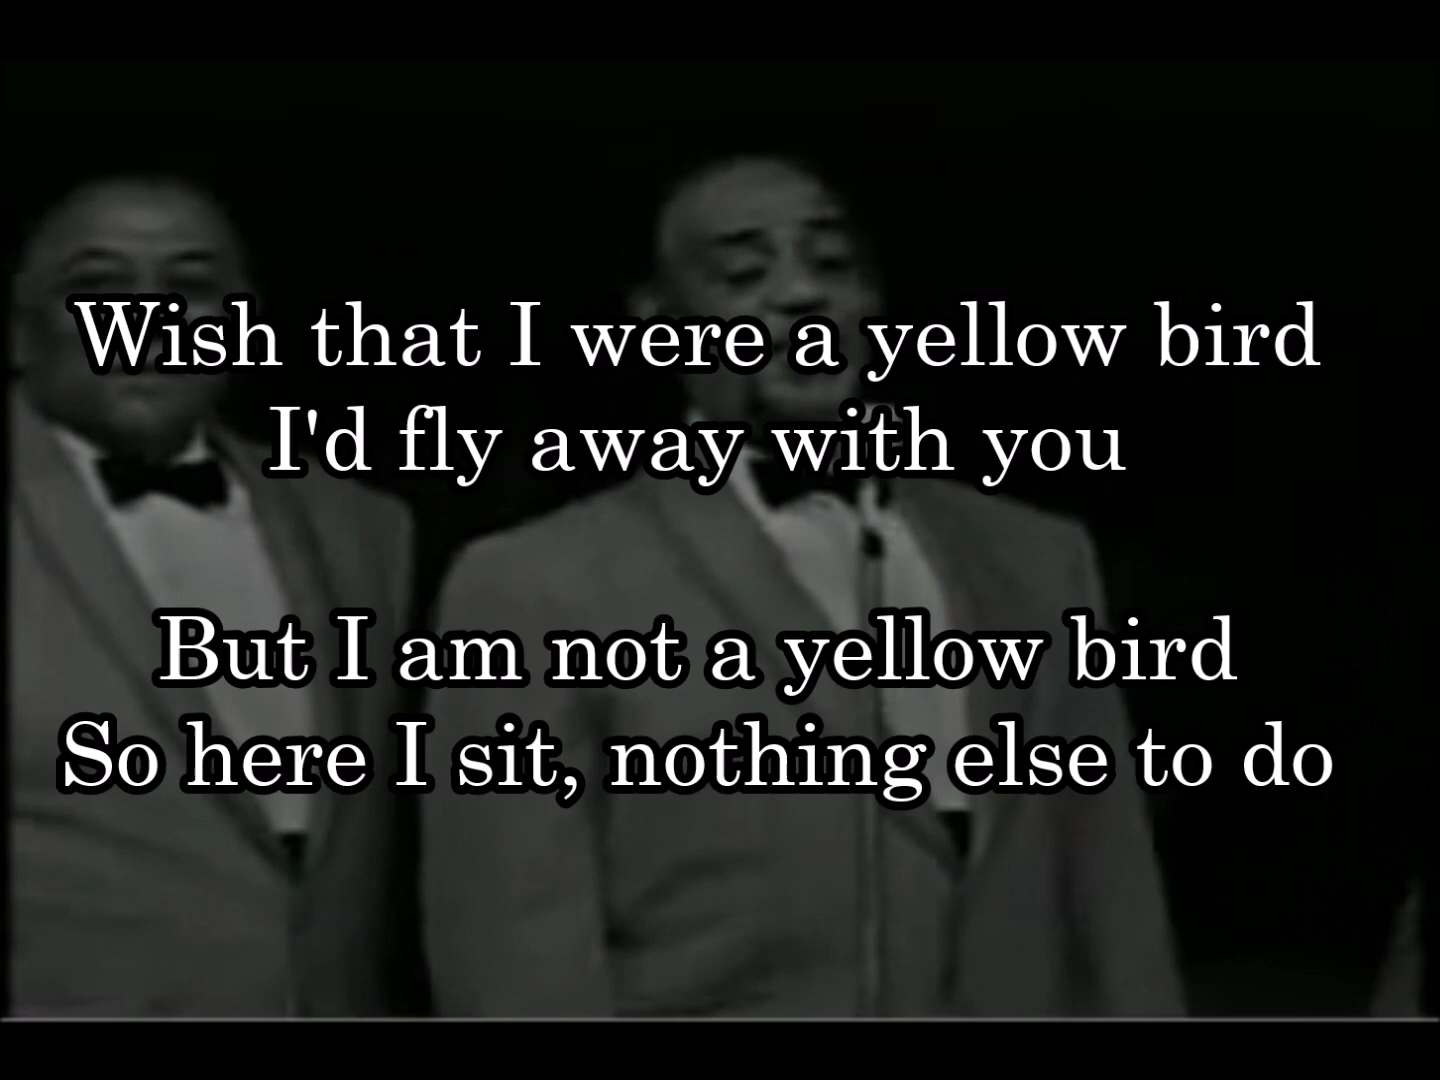 Wish that I were a yellow bird
I'd fly away with you
But I am not a yellow bird
So here I sit, nothing else to do